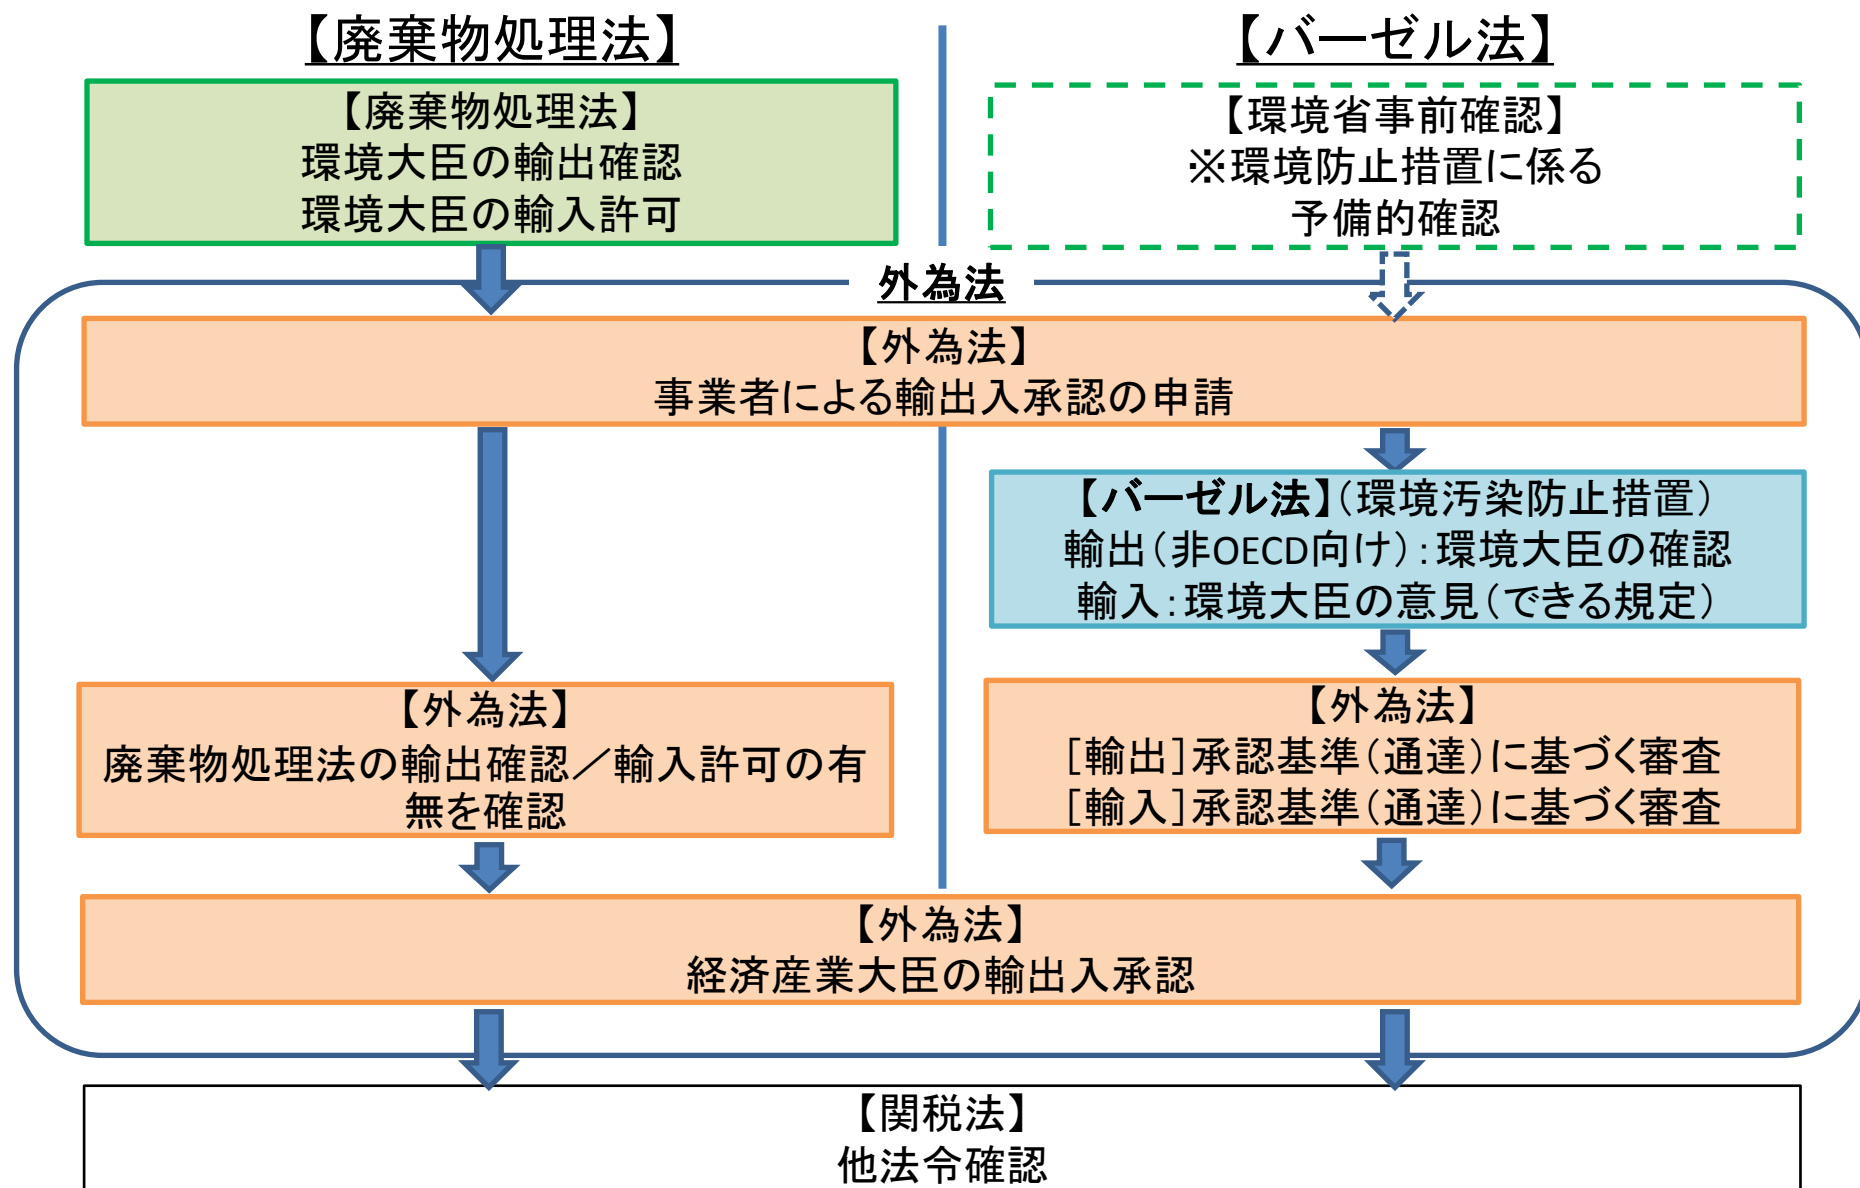 【廃棄物処理法】
【バーゼル法】
【廃棄物処理法】
環境大臣の輸出確認
環境大臣の輸入許可
【環境省事前確認】
※環境防止措置に係る
予備的確認
外為法
【外為法】
事業者による輸出入承認の申請
【バーゼル法】（環境汚染防止措置）
輸出（非OECD向け）：環境大臣の確認
輸入：環境大臣の意見（できる規定）
【外為法】
廃棄物処理法の輸出確認／輸入許可の有
無を確認
【外為法】
［輸出］承認基準（通達）に基づく審査
［輸入］承認基準（通達）に基づく審査
【外為法】
経済産業大臣の輸出入承認
【関税法】
他法令確認